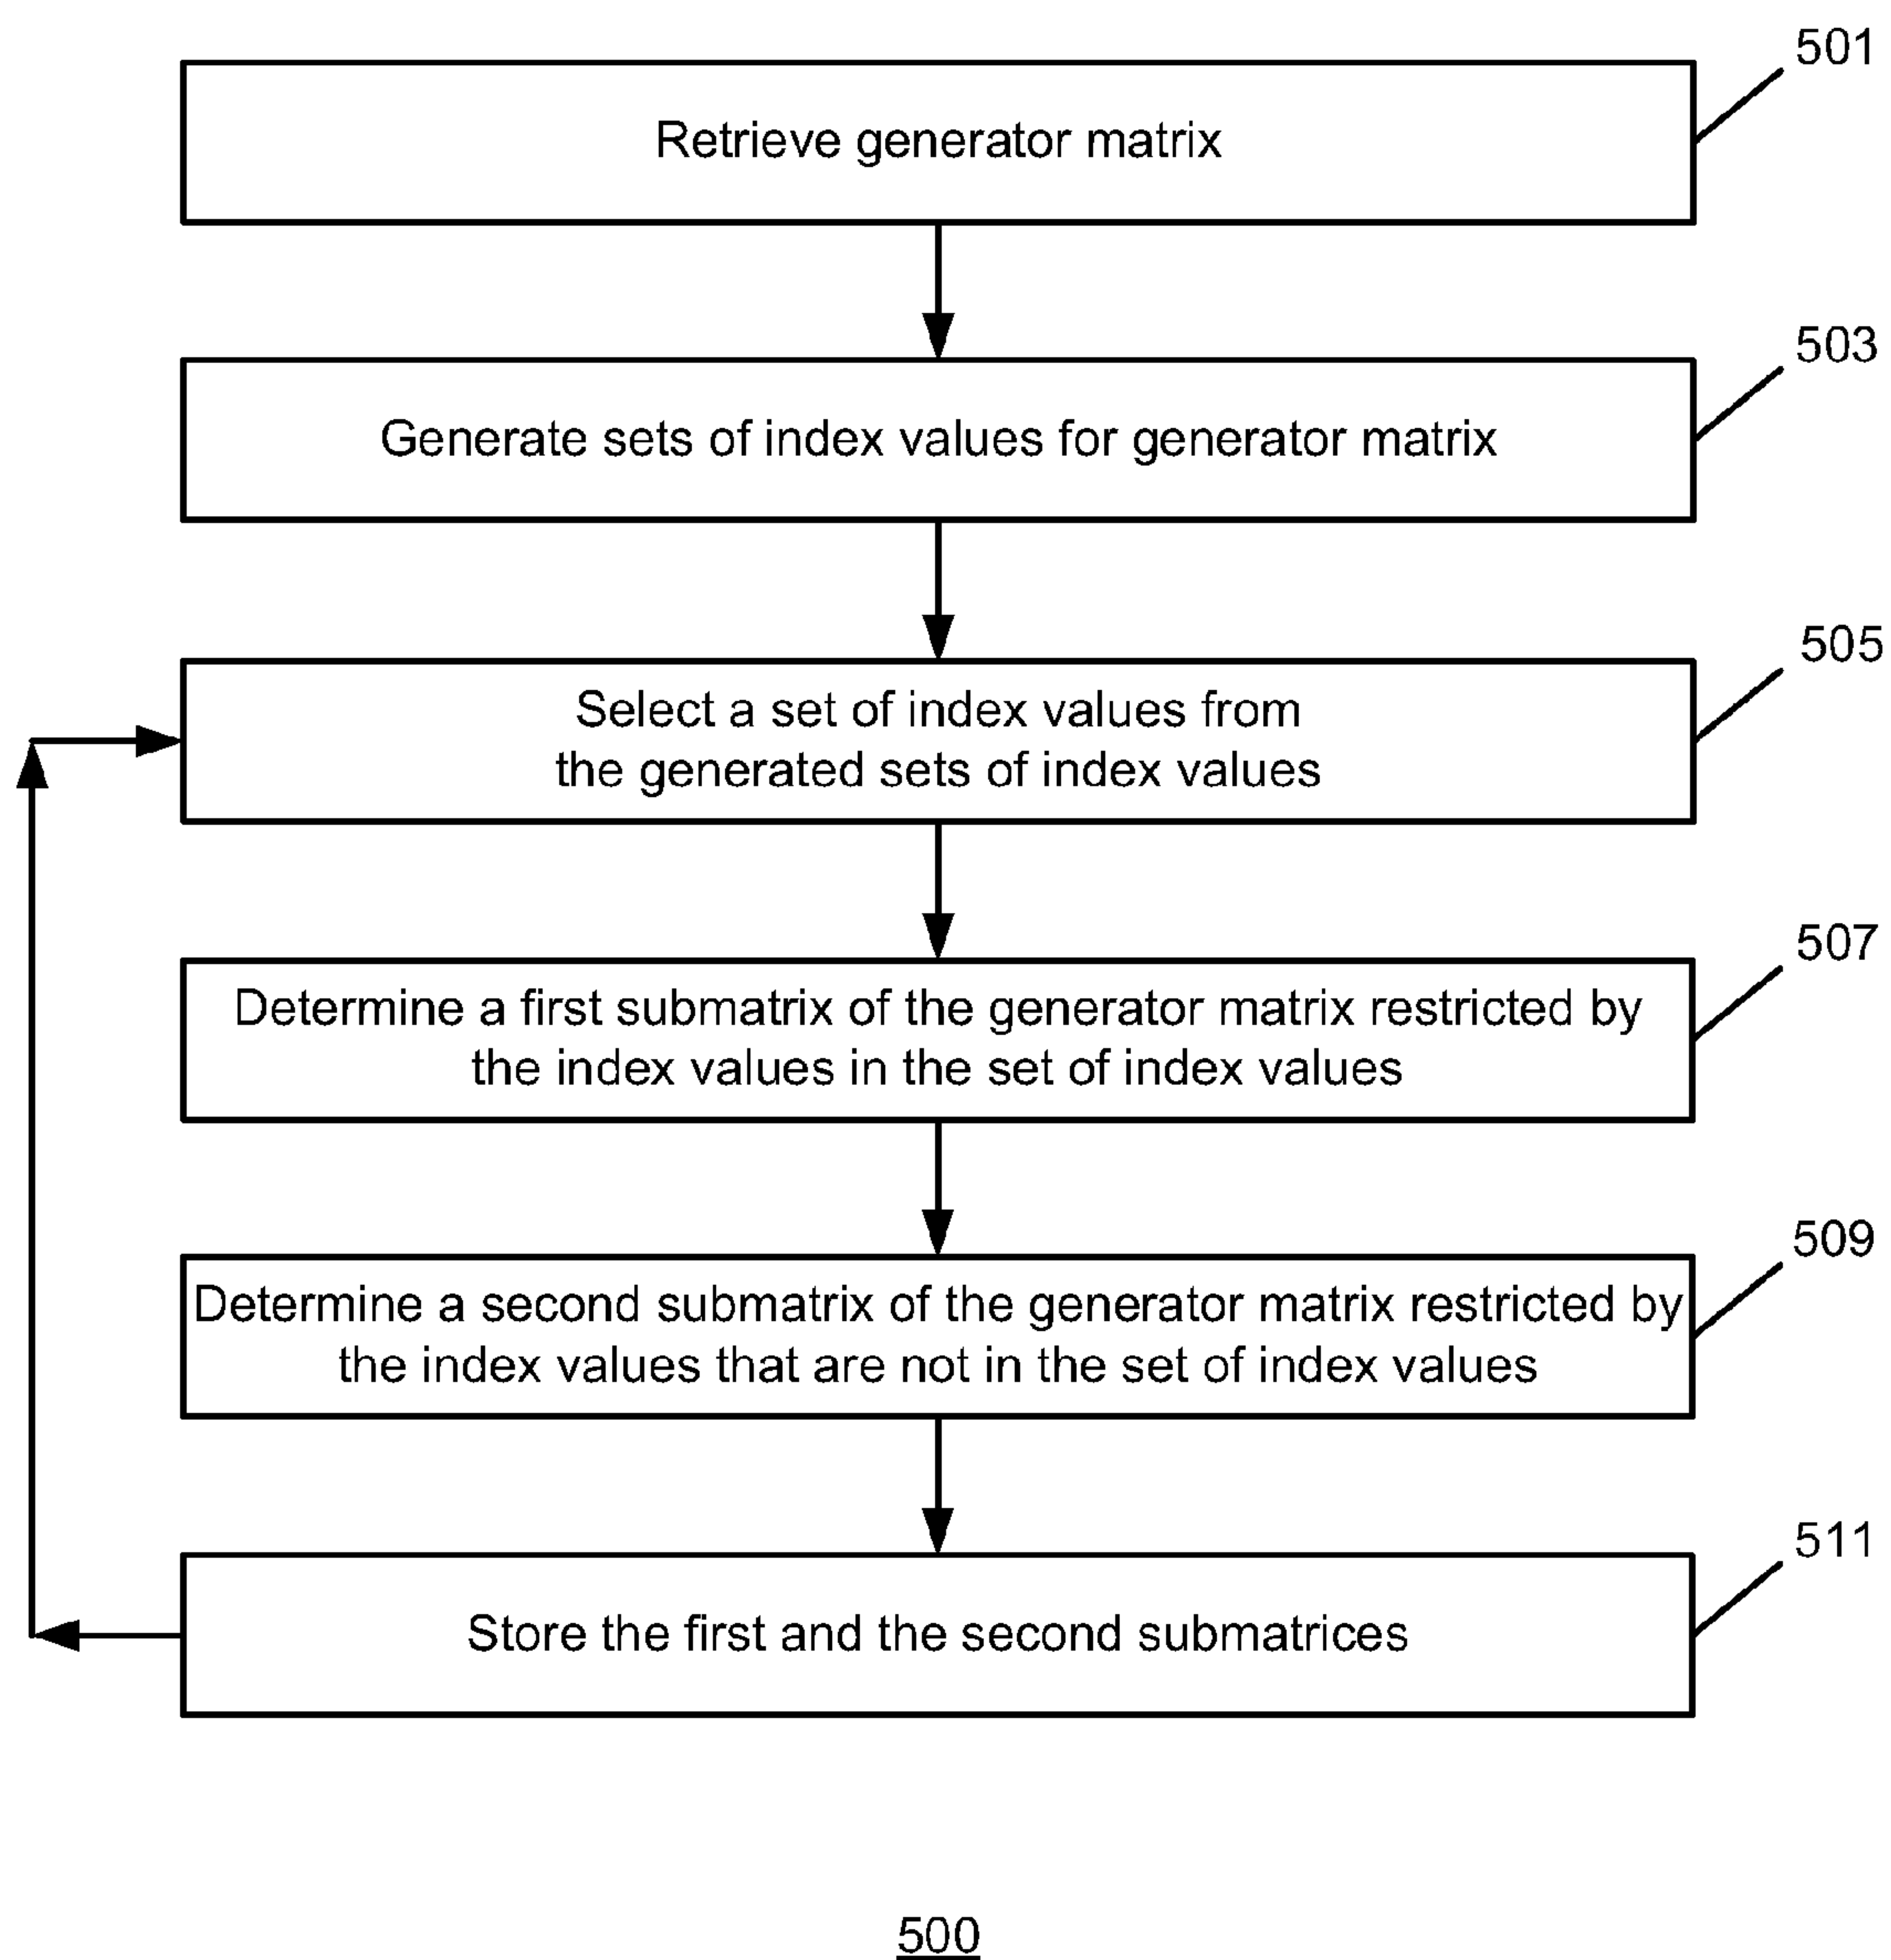 501
Retrieve generator matrix
503
Generate sets of index values for generator matrix
505
Select a set of index values from
the generated sets of index values
507
Determine a first submatrix of the generator matrix restricted by
the index values in the set of index values
509
Determine a second submatrix of the generator matrix restricted by
the index values that are not in the set of index values
511
Store the first and the second submatrices
500